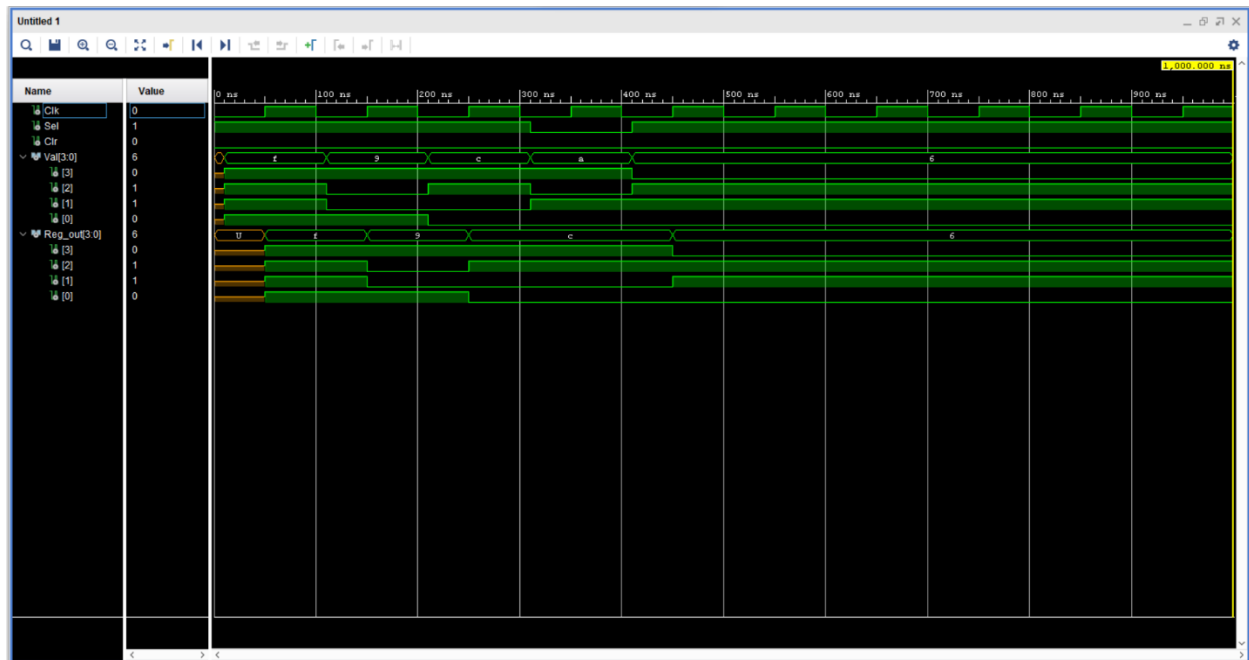 Untitled 1
1,000.000 ns
Name Value
0 ns 100 ns 200 ns 300 ns 400 ns 500 ns 600 ns 700 ns 800 ns 900 ns
Clk 0
Sel 1
Clr 0
Val[3:0] 6 f 9 c a 6
[3] 0
[2] 1
[1] 1
[0] 0
Reg_out[3:0] 6 U f 9 c 6
[3] 0
[2] 1
[1] 1
[0] 0